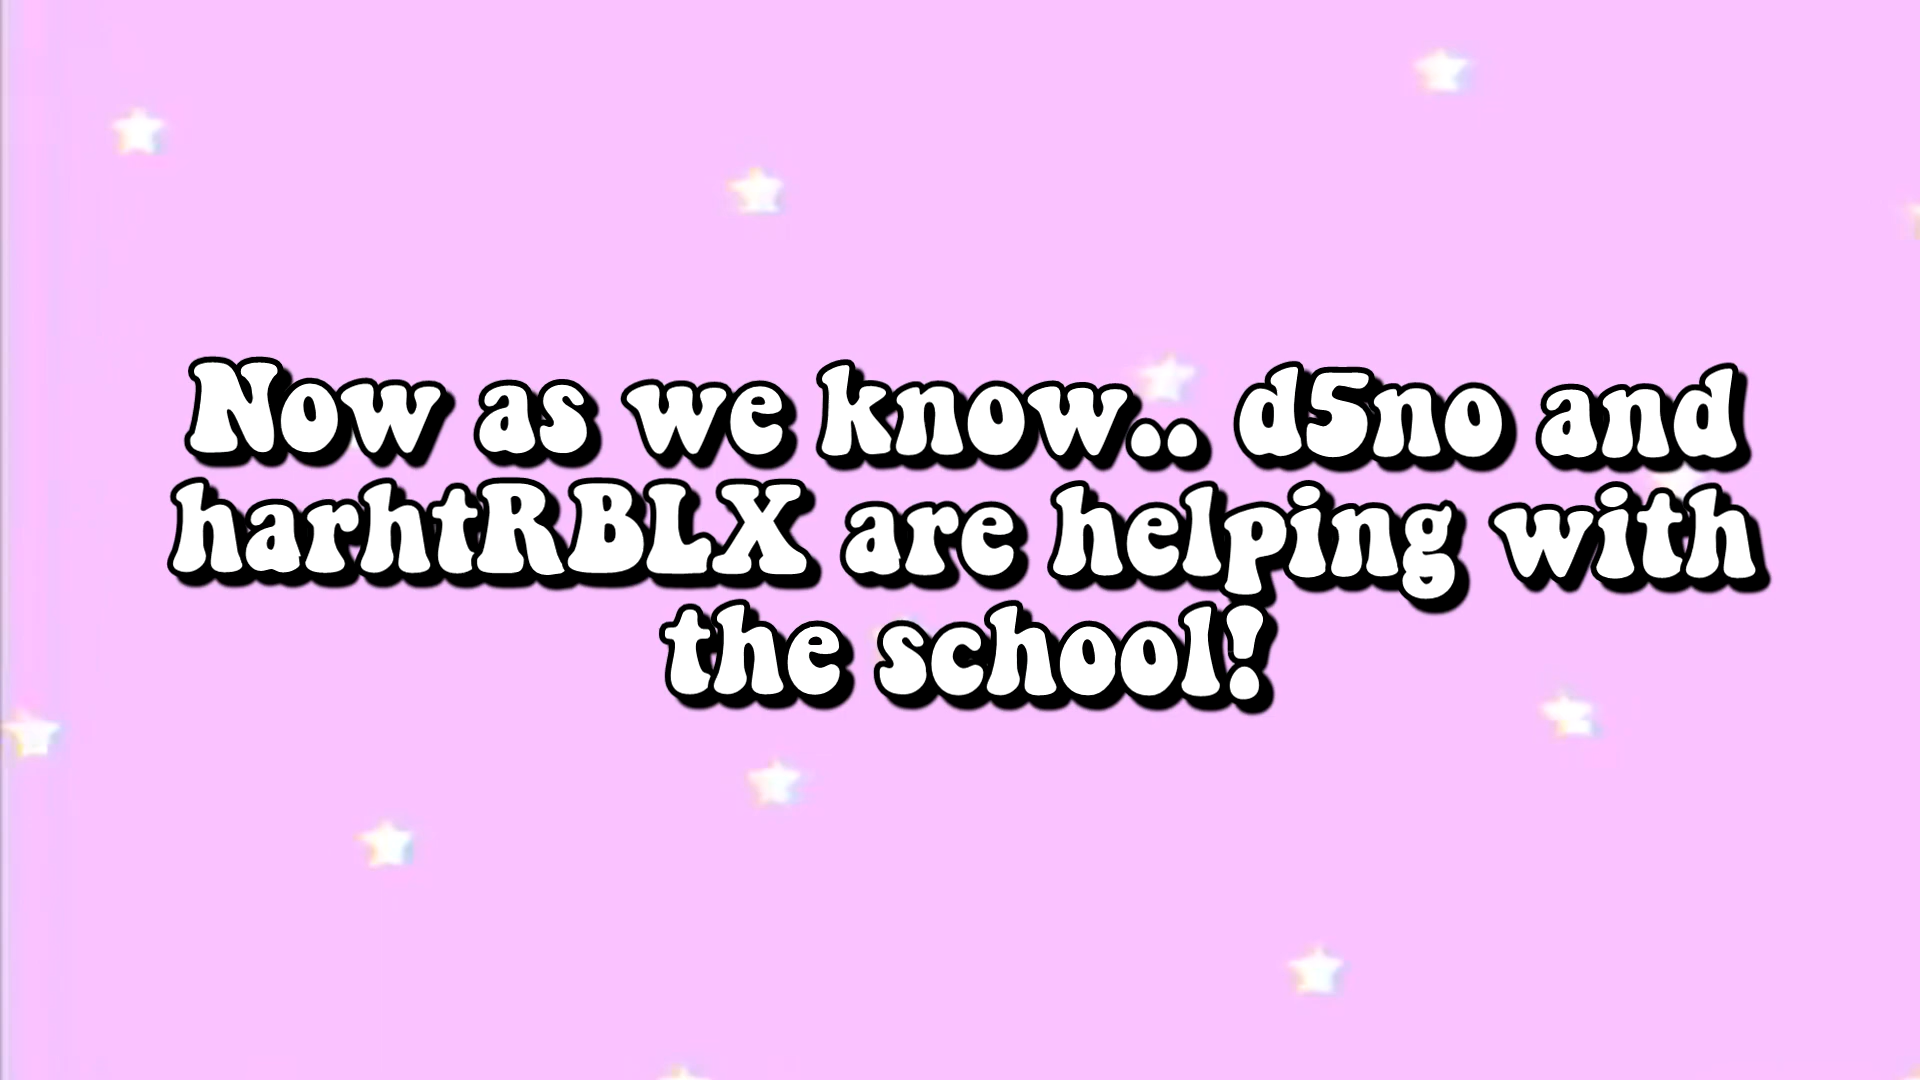 Now as we know.. d5no and
harhtRBLX are helping with
the school!